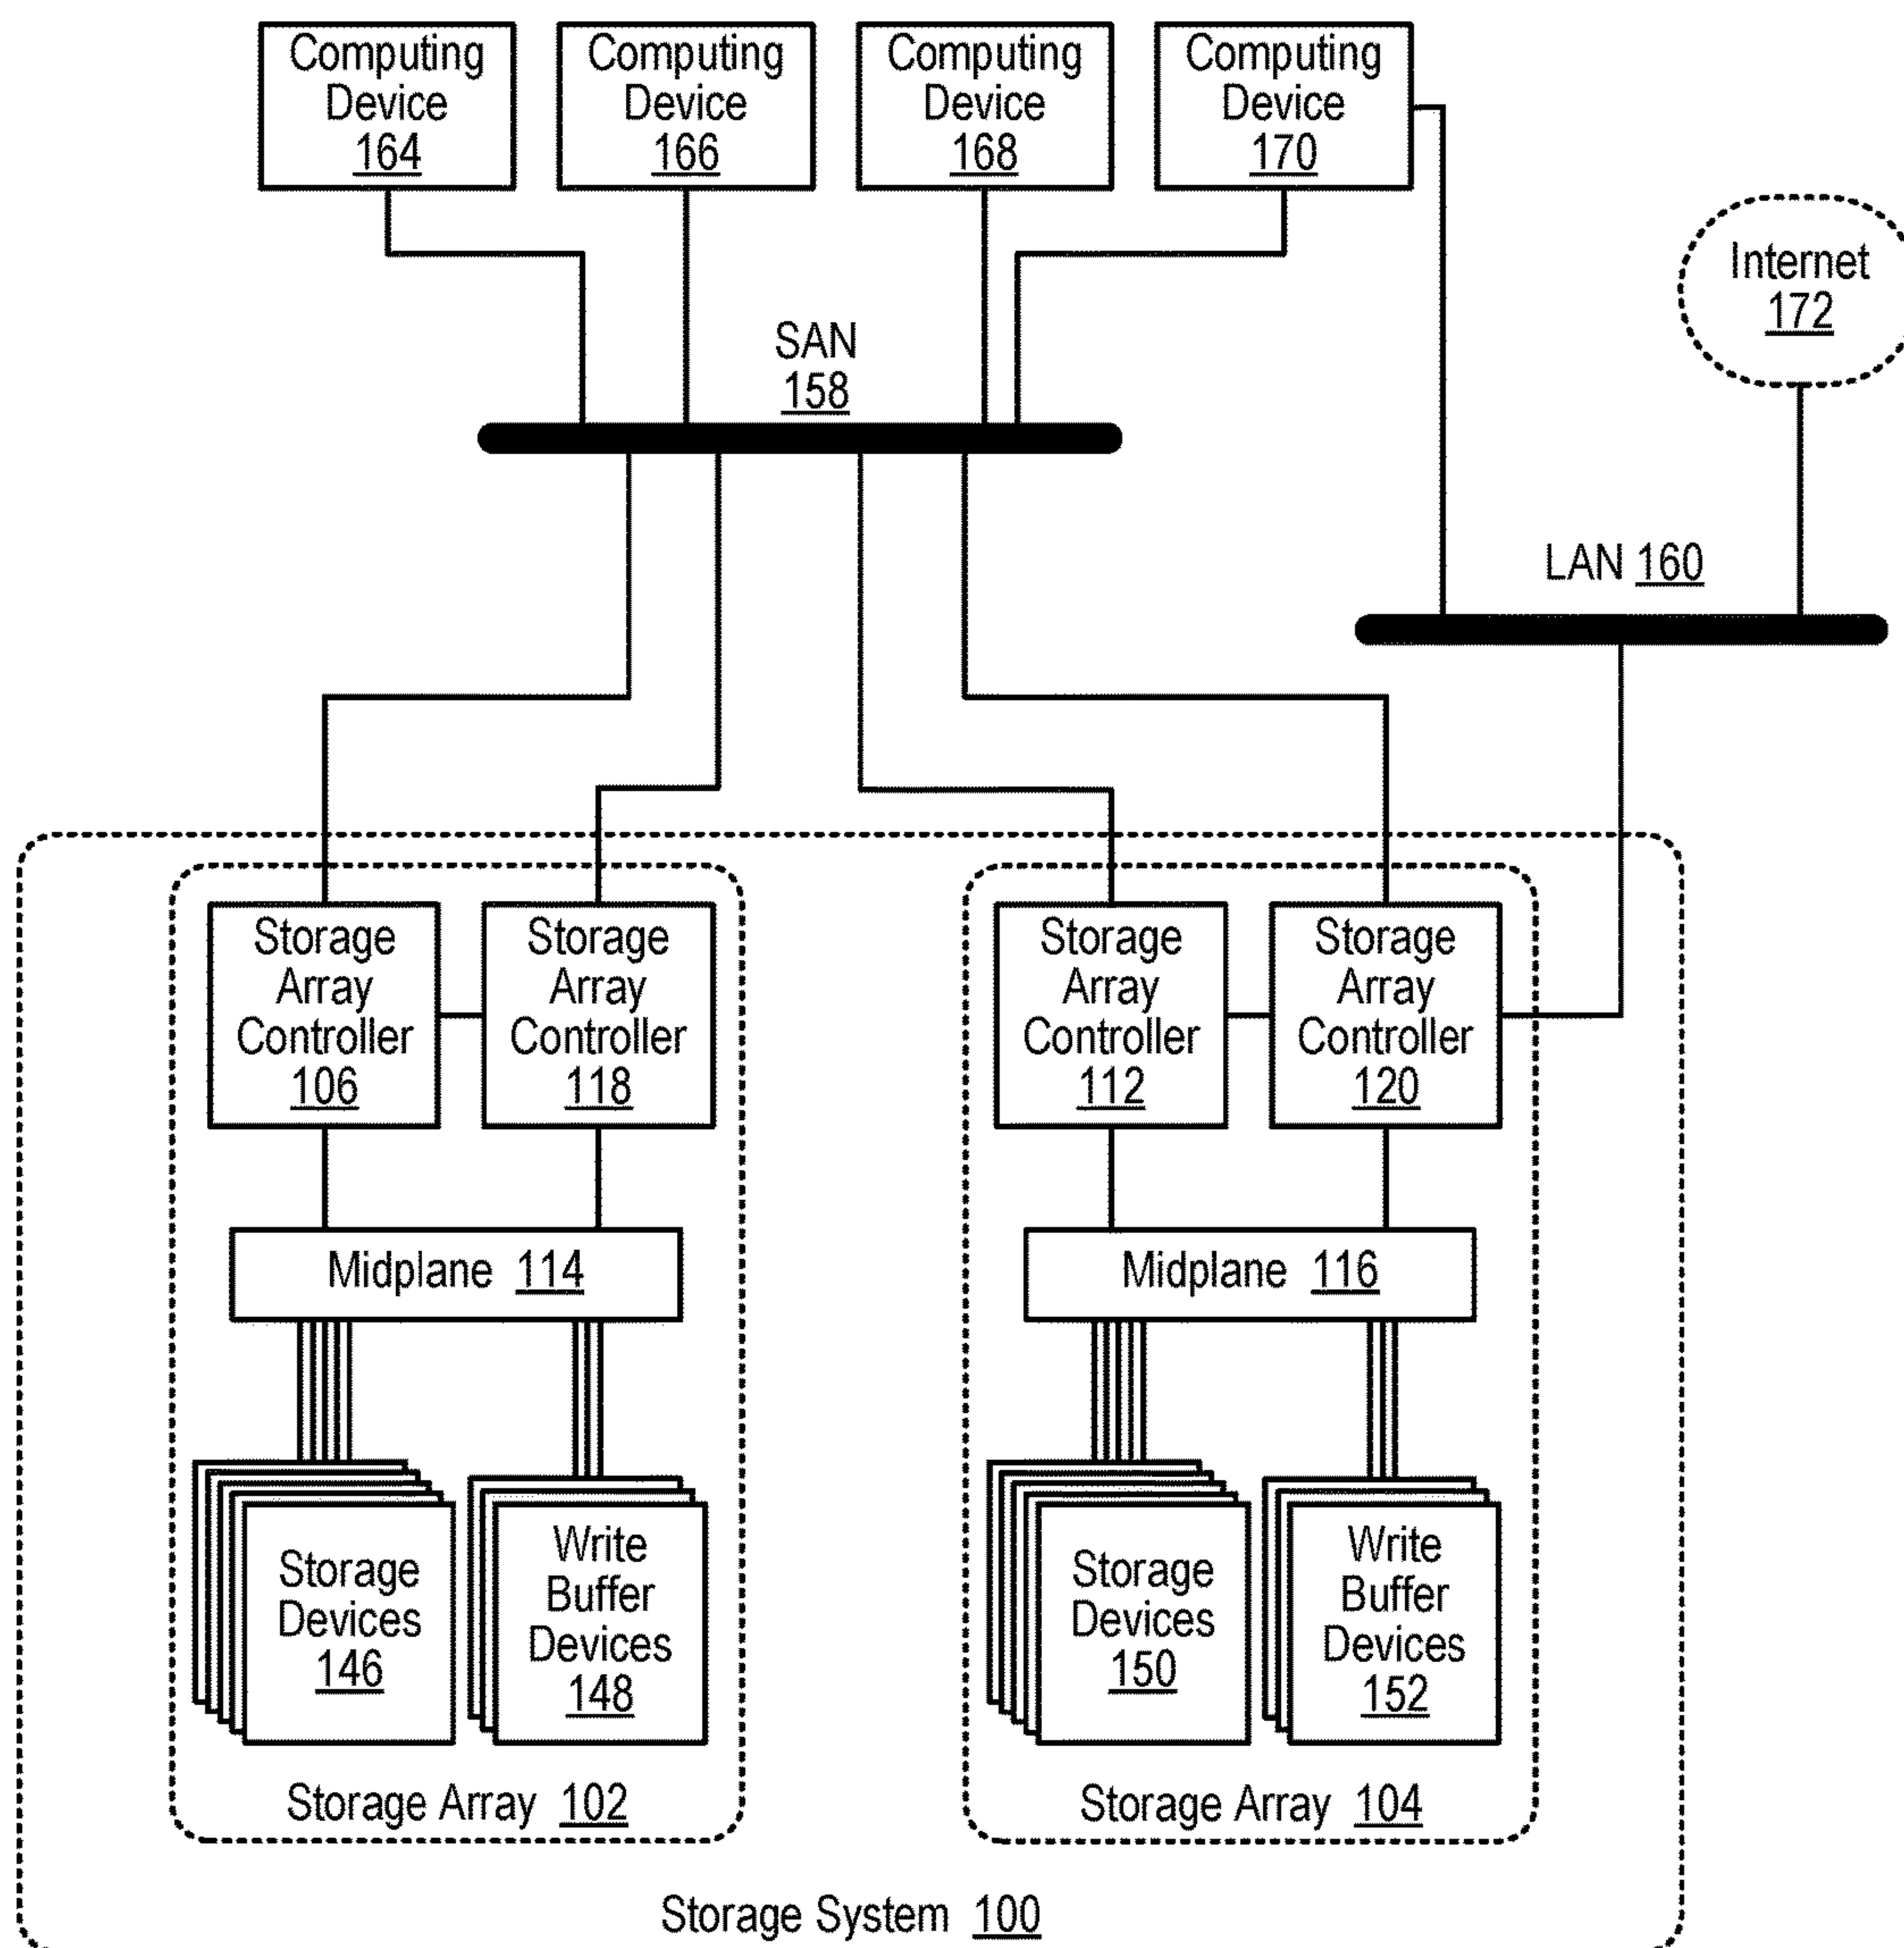 Computing
Device
164
Computing
Device
166
Computing
Device
168
Computing
Device
170
Internet
172
SAN
158
LAN 160
Storage
Array
Controller
106
Storage
Array
Controller
118
Storage
Array
Controller
112
Storage
Array
Controller
120
Midplane 114
Midplane 116
Storage
Devices
146
Write
Buffer
Devices
148
Storage
Devices
150
Write
Buffer
Devices
152
Storage Array 102
Storage Array 104
Storage System 100